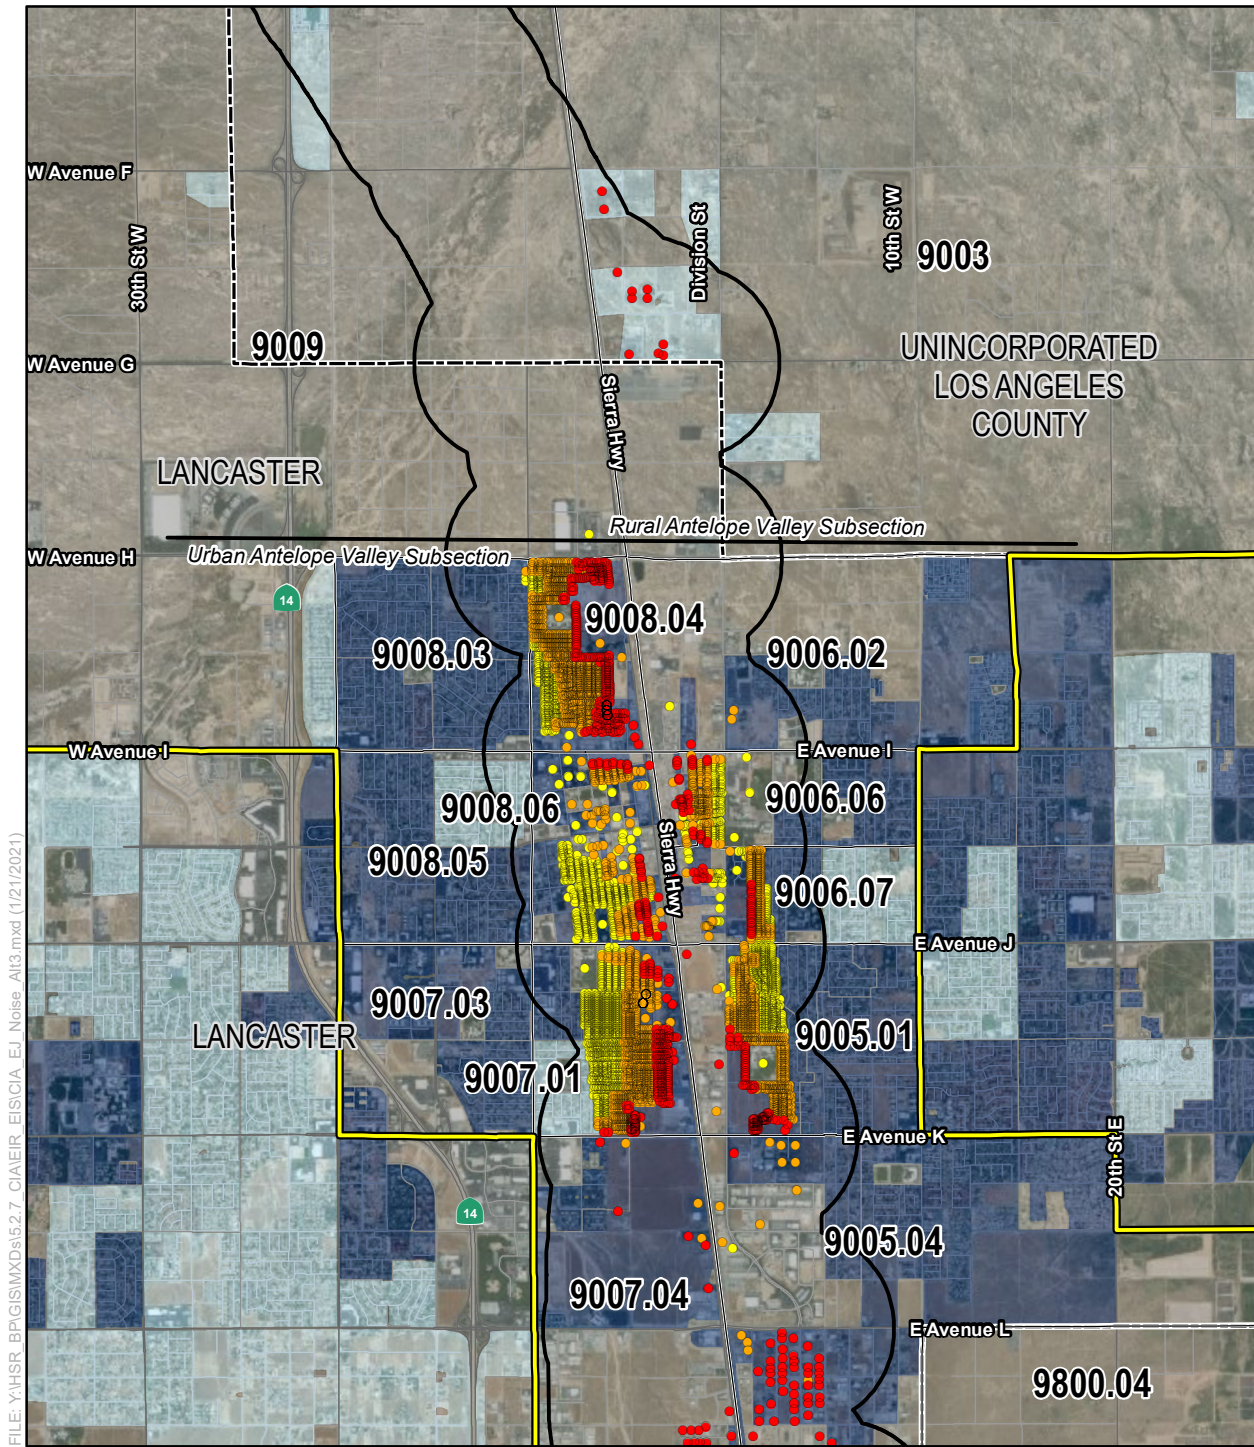 W Avenue F
30th St W
Division St
10th St W
9003
9009
W Avenue G
UNINCORPORATED
LOS ANGELES
COUNTY
Sierra Hwy
LANCASTER
Rural Antelope Valley Subsection
W Avenue H
Urban Antelope Valley Subsection
14
9008.04
9008.03
9006.02
W Avenue I
E Avenue I
9008.06
9006.06
Sierra Hwy
9008.05
9006.07
E Avenue J
9007.03
LANCASTER
9005.01
9007.01
E Avenue K
20th St E
14
9005.04
9007.04
E Avenue L
9800.04
FILE: Y:\HSR_BP\GIS\MXDs\5.2.7_CIA\EIR_EIS\CIA_EJ_Noise_Alt3.mxd (1/21/2021)